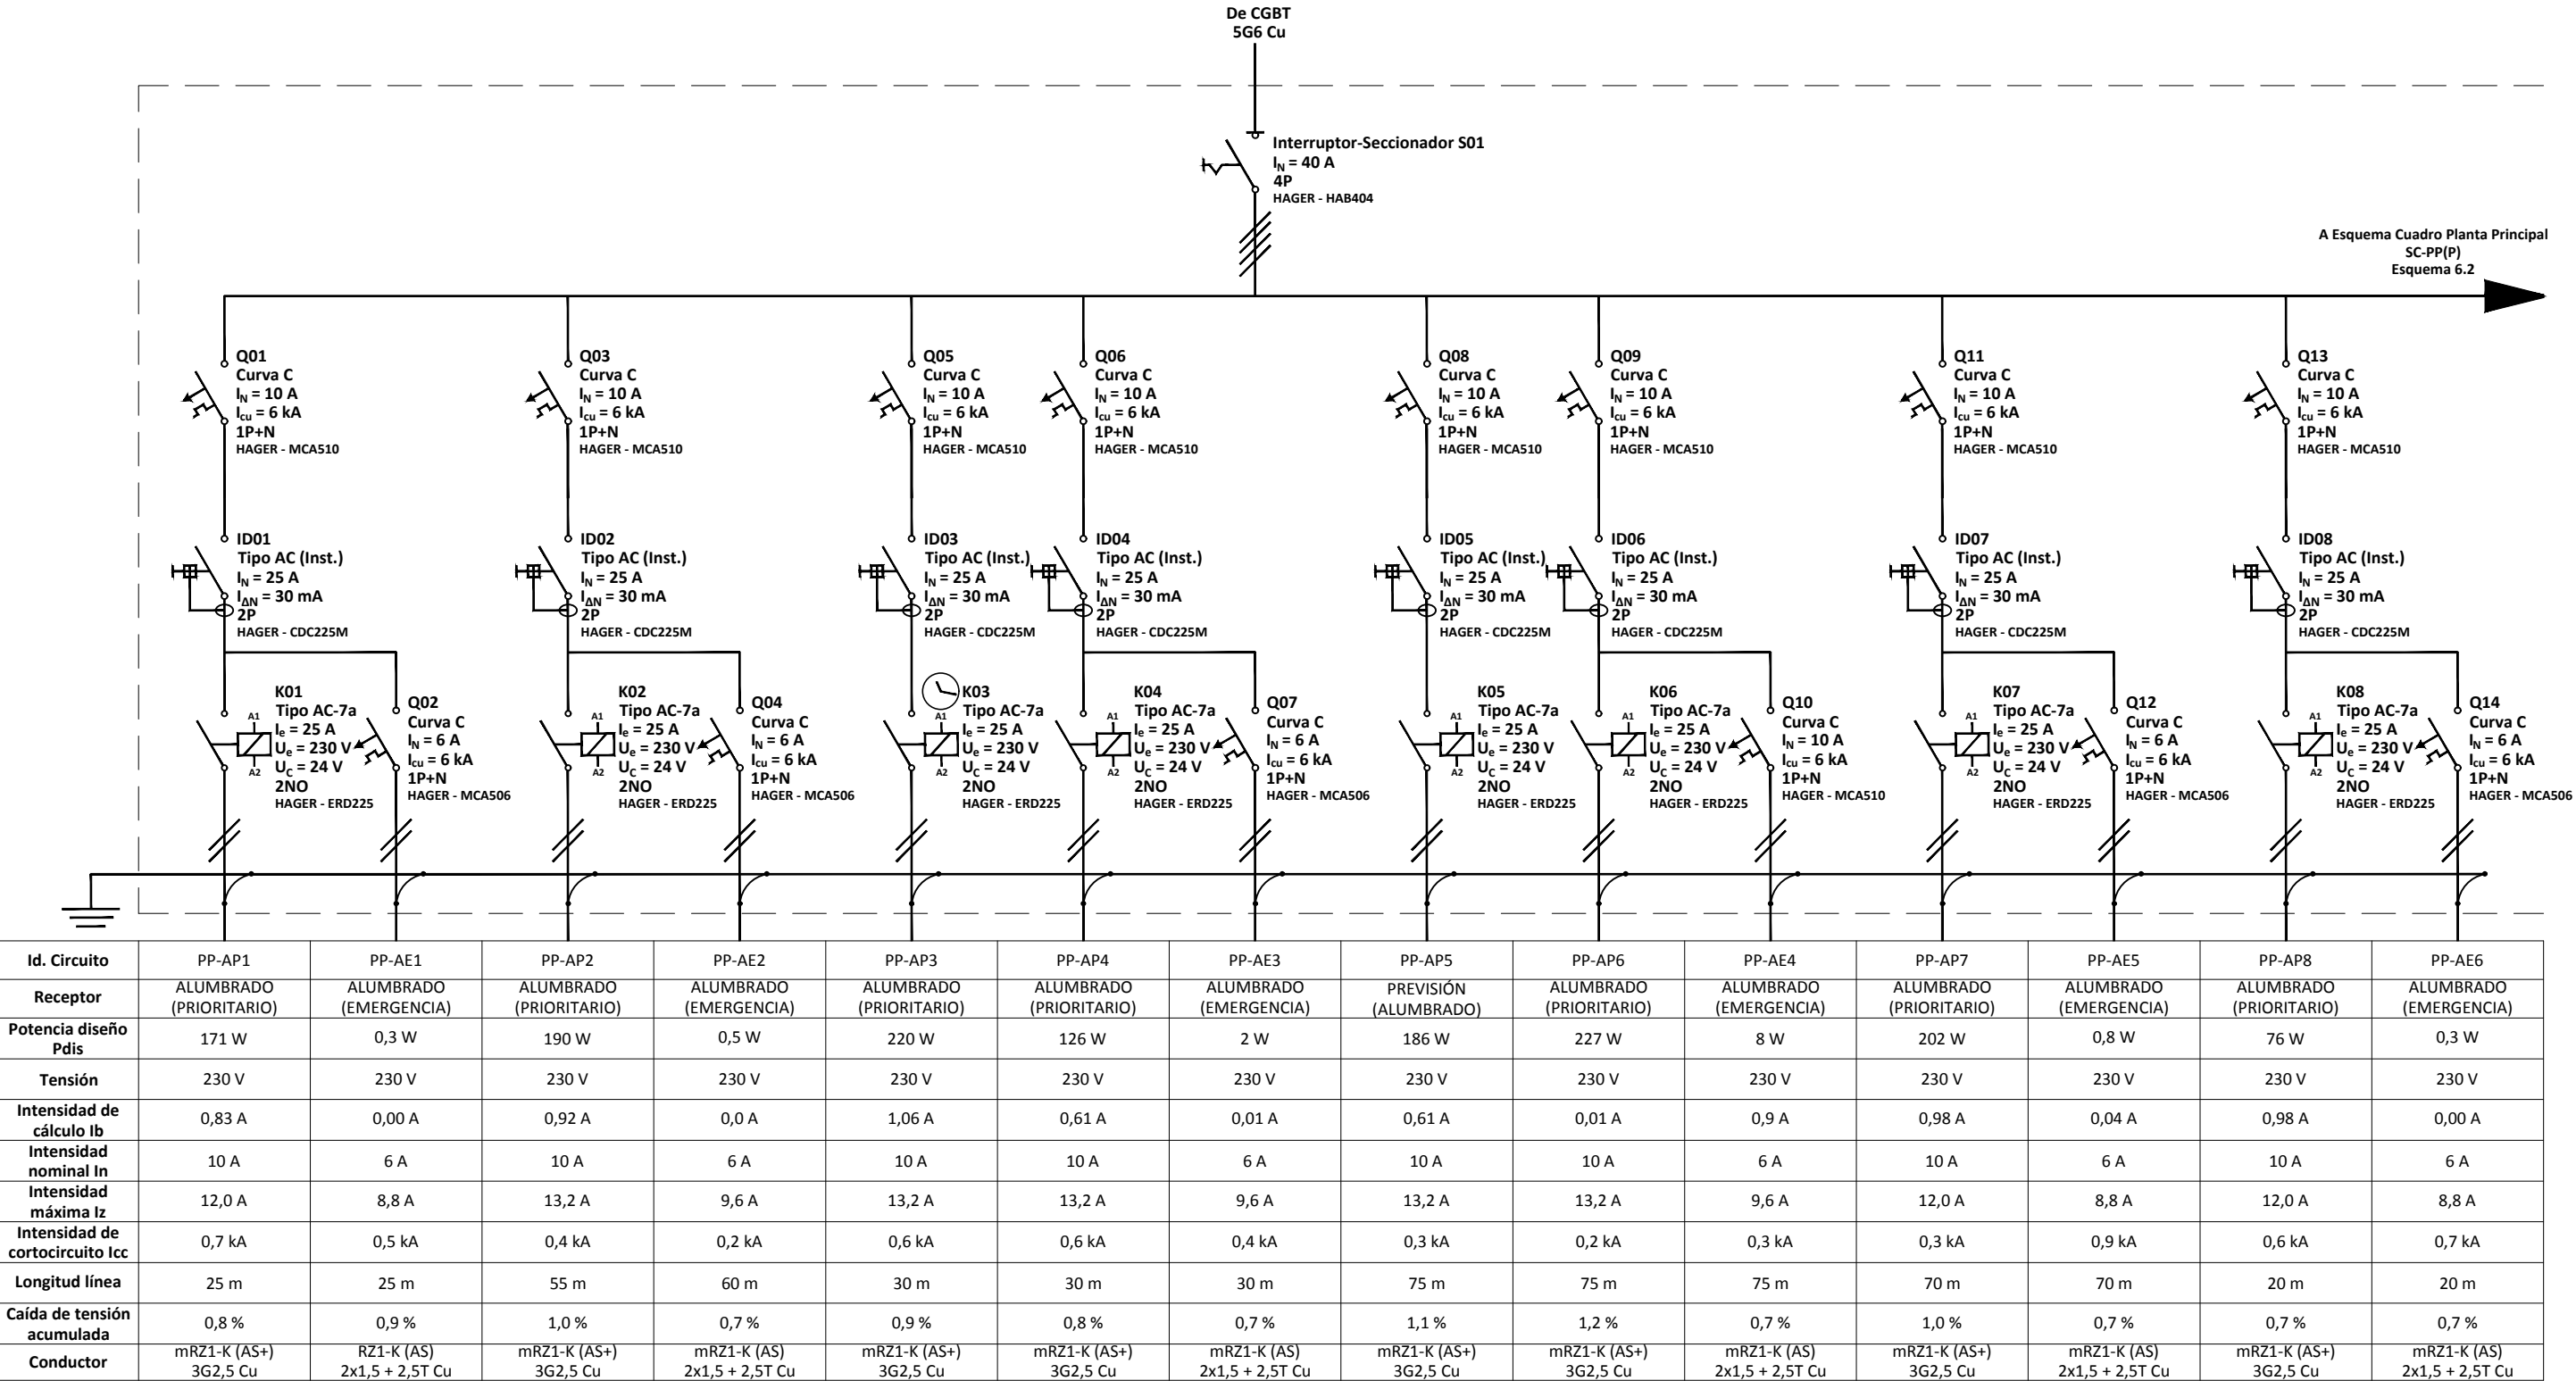 De CGBT
5G6 Cu
Interruptor-Seccionador S01
IN = 40 A
4P
HAGER - HAB404
A Esquema Cuadro Planta Principal
SC-PP(P)
Esquema 6.2
Q01
Curva C
IN = 10 A
Icu = 6 kA
1P+N
HAGER - MCA510
Q03
Curva C
IN = 10 A
Icu = 6 kA
1P+N
HAGER - MCA510
Q05
Curva C
IN = 10 A
Icu = 6 kA
1P+N
HAGER - MCA510
Q06
Curva C
IN = 10 A
Icu = 6 kA
1P+N
HAGER - MCA510
Q08
Curva C
IN = 10 A
Icu = 6 kA
1P+N
HAGER - MCA510
Q09
Curva C
IN = 10 A
Icu = 6 kA
1P+N
HAGER - MCA510
Q11
Curva C
IN = 10 A
Icu = 6 kA
1P+N
HAGER - MCA510
Q13
Curva C
IN = 10 A
Icu = 6 kA
1P+N
HAGER - MCA510
ID01
Tipo AC (Inst.)
IN = 25 A
IΔN = 30 mA
2P
HAGER - CDC225M
ID02
Tipo AC (Inst.)
IN = 25 A
IΔN = 30 mA
2P
HAGER - CDC225M
ID03
Tipo AC (Inst.)
IN = 25 A
IΔN = 30 mA
2P
HAGER - CDC225M
ID04
Tipo AC (Inst.)
IN = 25 A
IΔN = 30 mA
2P
HAGER - CDC225M
ID05
Tipo AC (Inst.)
IN = 25 A
IΔN = 30 mA
2P
HAGER - CDC225M
ID06
Tipo AC (Inst.)
IN = 25 A
IΔN = 30 mA
2P
HAGER - CDC225M
ID07
Tipo AC (Inst.)
IN = 25 A
IΔN = 30 mA
2P
HAGER - CDC225M
ID08
Tipo AC (Inst.)
IN = 25 A
IΔN = 30 mA
2P
HAGER - CDC225M
A1
A2
K01
Tipo AC-7a
Ie = 25 A
Ue = 230 V
UC = 24 V
2NO
HAGER - ERD225
Q02
Curva C
IN = 6 A
Icu = 6 kA
1P+N
HAGER - MCA506
A1
A2
K02
Tipo AC-7a
Ie = 25 A
Ue = 230 V
UC = 24 V
2NO
HAGER - ERD225
Q04
Curva C
IN = 6 A
Icu = 6 kA
1P+N
HAGER - MCA506
A1
A2
K03
Tipo AC-7a
Ie = 25 A
Ue = 230 V
UC = 24 V
2NO
HAGER - ERD225
A1
A2
K04
Tipo AC-7a
Ie = 25 A
Ue = 230 V
UC = 24 V
2NO
HAGER - ERD225
Q07
Curva C
IN = 6 A
Icu = 6 kA
1P+N
HAGER - MCA506
A1
A2
K05
Tipo AC-7a
Ie = 25 A
Ue = 230 V
UC = 24 V
2NO
HAGER - ERD225
A1
A2
K06
Tipo AC-7a
Ie = 25 A
Ue = 230 V
UC = 24 V
2NO
HAGER - ERD225
Q10
Curva C
IN = 10 A
Icu = 6 kA
1P+N
HAGER - MCA510
A1
A2
K07
Tipo AC-7a
Ie = 25 A
Ue = 230 V
UC = 24 V
2NO
HAGER - ERD225
Q12
Curva C
IN = 6 A
Icu = 6 kA
1P+N
HAGER - MCA506
A1
A2
K08
Tipo AC-7a
Ie = 25 A
Ue = 230 V
UC = 24 V
2NO
HAGER - ERD225
Q14
Curva C
IN = 6 A
Icu = 6 kA
1P+N
HAGER - MCA506
Id. Circuito PP-AP1 PP-AE1 PP-AP2 PP-AE2 PP-AP3 PP-AP4 PP-AE3 PP-AP5 PP-AP6 PP-AE4 PP-AP7 PP-AE5 PP-AP8 PP-AE6
Receptor ALUMBRADO ALUMBRADO ALUMBRADO ALUMBRADO ALUMBRADO ALUMBRADO ALUMBRADO PREVISIÓN ALUMBRADO ALUMBRADO ALUMBRADO ALUMBRADO ALUMBRADO ALUMBRADO
(PRIORITARIO) (EMERGENCIA) (PRIORITARIO) (EMERGENCIA) (PRIORITARIO) (PRIORITARIO) (EMERGENCIA) (ALUMBRADO) (PRIORITARIO) (EMERGENCIA) (PRIORITARIO) (EMERGENCIA) (PRIORITARIO) (EMERGENCIA)
Potencia diseño
Pdis 171 W 0,3 W 190 W 0,5 W 220 W 126 W 2 W 186 W 227 W 8 W 202 W 0,8 W 76 W 0,3 W
Tensión 230 V 230 V 230 V 230 V 230 V 230 V 230 V 230 V 230 V 230 V 230 V 230 V 230 V 230 V
Intensidad de
cálculo Ib 0,83 A 0,00 A 0,92 A 0,0 A 1,06 A 0,61 A 0,01 A 0,61 A 0,01 A 0,9 A 0,98 A 0,04 A 0,98 A 0,00 A
Intensidad
nominal In 10 A 6 A 10 A 6 A 10 A 10 A 6 A 10 A 10 A 6 A 10 A 6 A 10 A 6 A
Intensidad
máxima Iz 12,0 A 8,8 A 13,2 A 9,6 A 13,2 A 13,2 A 9,6 A 13,2 A 13,2 A 9,6 A 12,0 A 8,8 A 12,0 A 8,8 A
Intensidad de
cortocircuito Icc 0,7 kA 0,5 kA 0,4 kA 0,2 kA 0,6 kA 0,6 kA 0,4 kA 0,3 kA 0,2 kA 0,3 kA 0,3 kA 0,9 kA 0,6 kA 0,7 kA
Longitud línea 25 m 25 m 55 m 60 m 30 m 30 m 30 m 75 m 75 m 75 m 70 m 70 m 20 m 20 m
Caída de tensión
acumulada 0,8 % 0,9 % 1,0 % 0,7 % 0,9 % 0,8 % 0,7 % 1,1 % 1,2 % 0,7 % 1,0 % 0,7 % 0,7 % 0,7 %
Conductor mRZ1-K (AS+) RZ1-K (AS) mRZ1-K (AS+) mRZ1-K (AS) mRZ1-K (AS+) mRZ1-K (AS+) mRZ1-K (AS) mRZ1-K (AS+) mRZ1-K (AS+) mRZ1-K (AS) mRZ1-K (AS+) mRZ1-K (AS) mRZ1-K (AS+) mRZ1-K (AS)
3G2,5 Cu 2x1,5 + 2,5T Cu 3G2,5 Cu 2x1,5 + 2,5T Cu 3G2,5 Cu 3G2,5 Cu 2x1,5 + 2,5T Cu 3G2,5 Cu 3G2,5 Cu 2x1,5 + 2,5T Cu 3G2,5 Cu 2x1,5 + 2,5T Cu 3G2,5 Cu 2x1,5 + 2,5T Cu